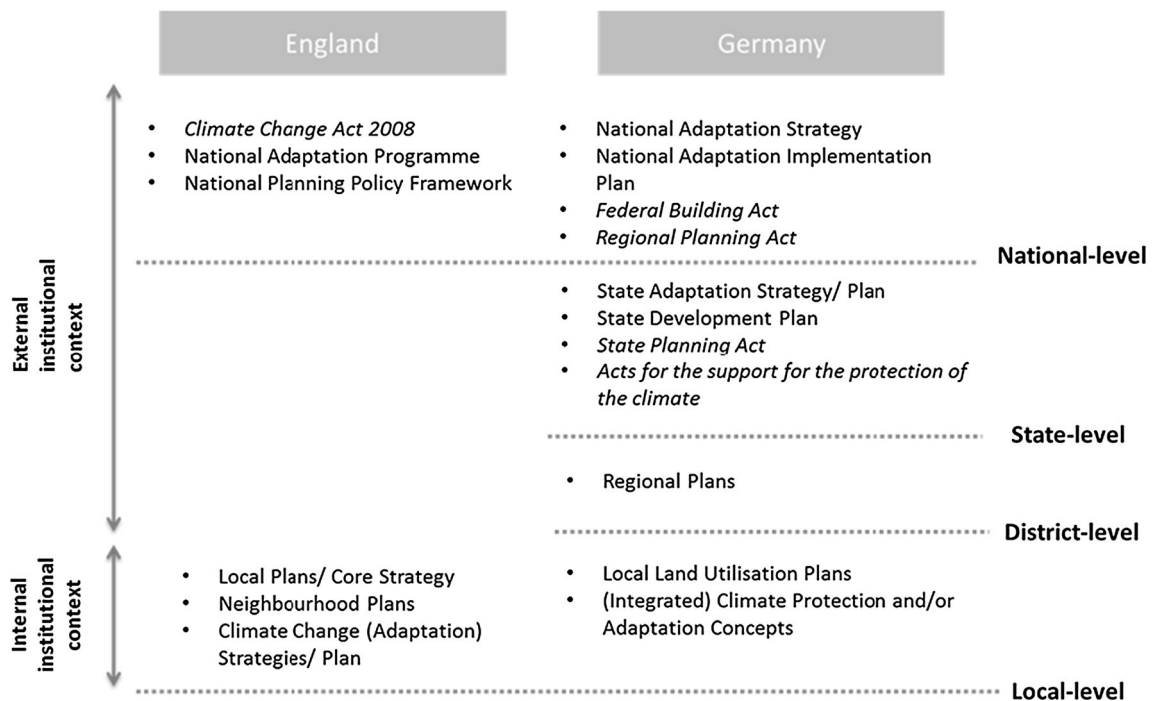 England
Germany
• Climate Change Act 2008
• National Adaptation Programme
• National Planning Policy Framework
• National Adaptation Strategy
• National Adaptation Implementation
Plan
• Federal Building Act
• Regional Planning Act
National-level
External
institutional
context
• State Adaptation Strategy/ Plan
• State Development Plan
• State Planning Act
• Acts for the support for the protection of
the climate
State-level
• Regional Plans
District-level
Internal
institutional
context
• Local Plans/ Core Strategy
• Neighbourhood Plans
• Climate Change (Adaptation)
Strategies/ Plan
• Local Land Utilisation Plans
• (Integrated) Climate Protection and/or
Adaptation Concepts
Local-level